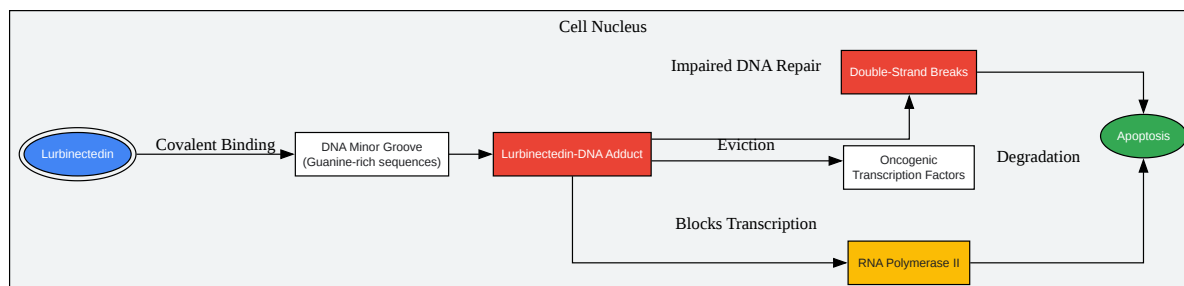 Cell Nucleus
Impaired DNA Repair
Double-Strand Breaks
Lurbinectedin
Covalent Binding
DNA Minor Groove
(Guanine-rich sequences)
Lurbinectedin-DNA Adduct
Eviction
Oncogenic
Transcription Factors
Degradation
Apoptosis
Blocks Transcription
RNA Polymerase II